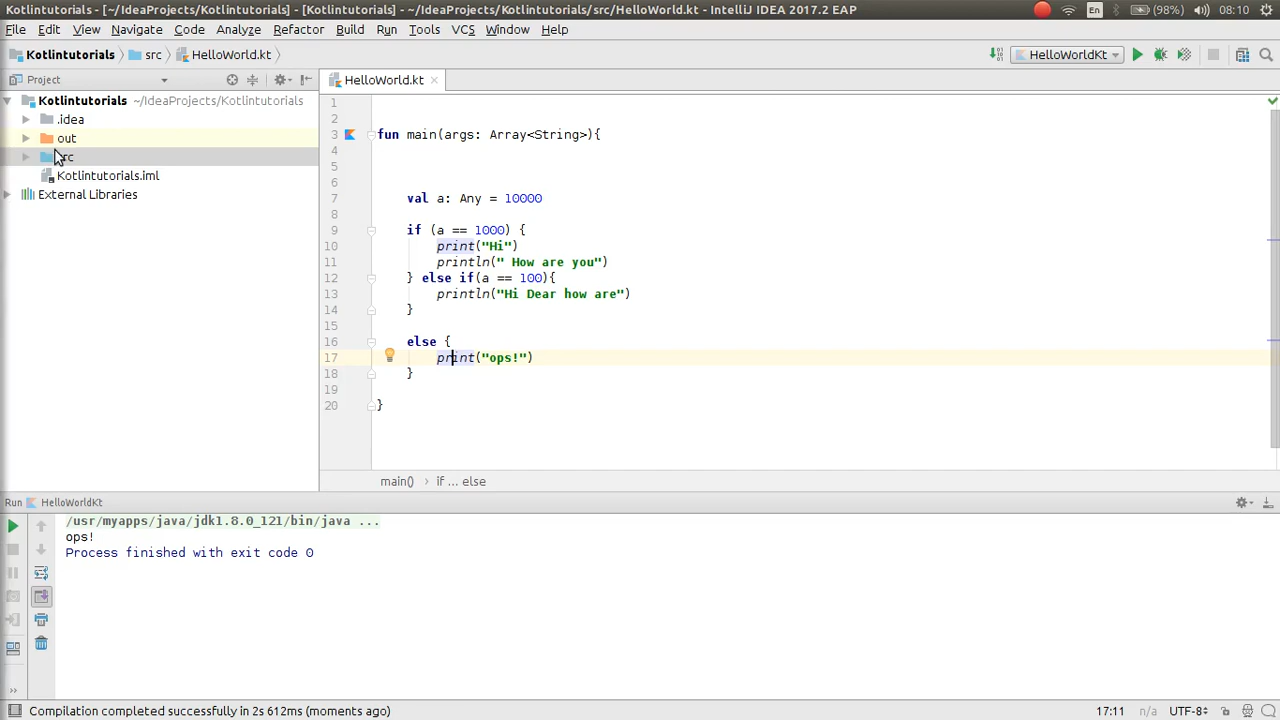 Kotlintutorials - [~/IdeaProjects/Kotlintutorials] - [Kotlintutorials] - ~/IdeaProjects/Kotlintutorials/src/HelloWorld.kt - IntelliJ IDEA 2017.2 EAP
En (98%) 08:10
File Edit View Navigate Code Analyze Refactor Build Run Tools VCS Window Help
Kotlintutorials src HelloWorld.kt HelloWorldKt
Project
HelloWorld.kt
Kotlintutorials ~/IdeaProjects/Kotlintutorials
.idea
out
Kotlintutorials.iml
External Libraries
1
2
3 fun main(args: Array<String>){
4
5
6
7 val a: Any = 10000
8
9 if (a == 1000) {
10 print("Hi")
11 println(" How are you")
12 } else if(a == 100){
13 println("Hi Dear how are")
14 }
15
16 else {
17 print("ops!")
18 }
19
20 }
main() if ... else
Run HelloWorldKt
/usr/myapps/java/jdk1.8.0_121/bin/java ...
ops!
Process finished with exit code 0
Compilation completed successfully in 2s 612ms (moments ago) 17:11 n/a UTF-8